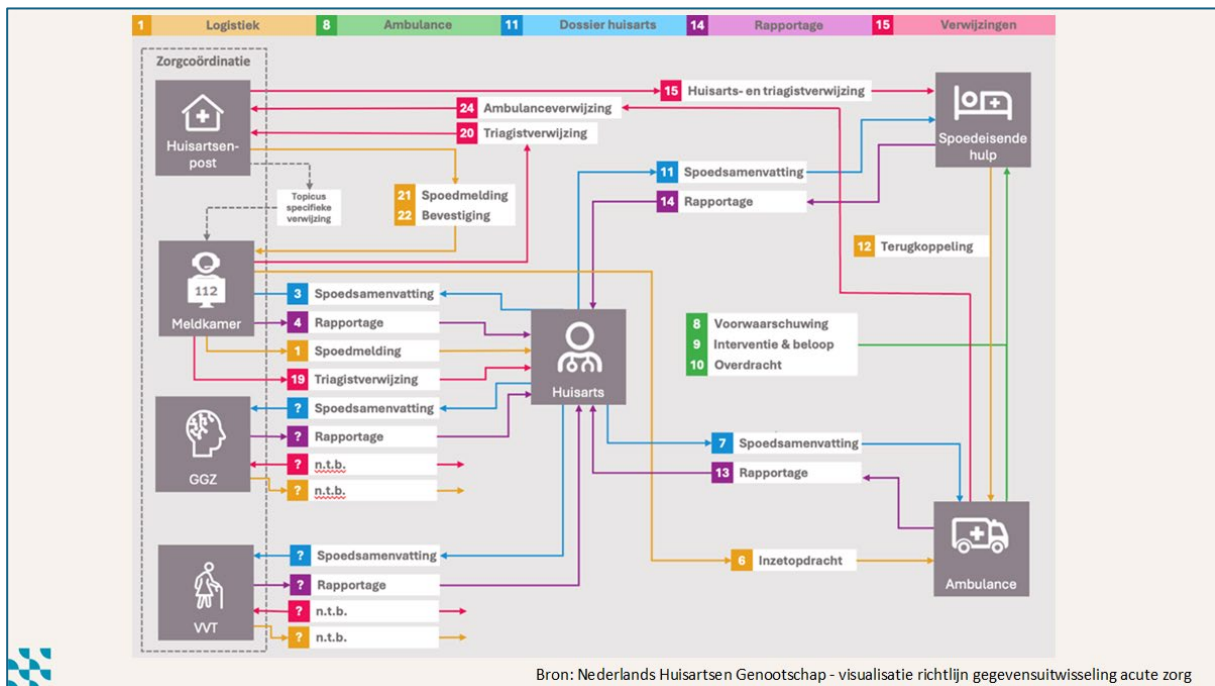 1 Logistiek 8 Ambulance 11 Dossier huisarts 14 Rapportage 15 Verwijzingen
Zorgcoördinatie
Huisartsen-
post
15 Huisarts- en triagistverwijzing
24 Ambulanceverwijzing
20 Triagistverwijzing
Spoedeisende
hulp
11 Spoedsamenvatting
14 Rapportage
Topicus
specifieke
verwijzing
21 Spoedmelding
22 Bevestiging
12 Terugkoppeling
112
Meldkamer
3 Spoedsamenvatting
4 Rapportage
1 Spoedmelding
19 Triagistverwijzing
Huisarts
8 Voorwaarschuwing
9 Interventie & beloop
10 Overdracht
GGZ
? Spoedsamenvatting
? Rapportage
? n.t.b.
? n.t.b.
7 Spoedsamenvatting
13 Rapportage
VVT
? Spoedsamenvatting
? Rapportage
? n.t.b.
? n.t.b.
6 Inzetopdracht
Ambulance
Bron: Nederlands Huisartsen Genootschap - visualisatie richtlijn gegevensuitwisseling acute zorg